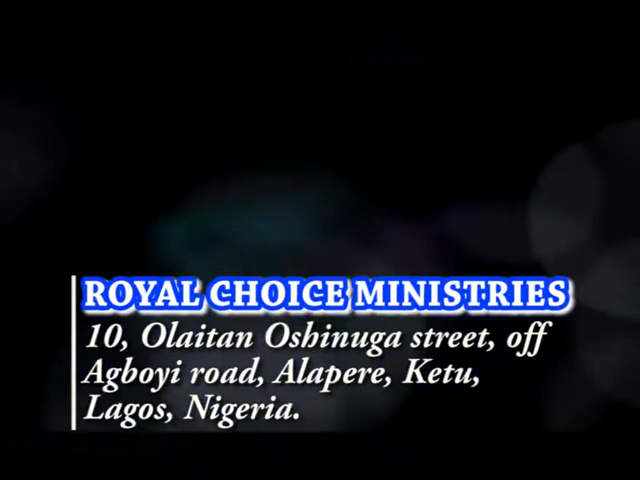 ROYAL CHOICE MINISTRIES
10, Olaitan Oshinuga street, off
Agboyi road, Alapere, Ketu,
Lagos, Nigeria.